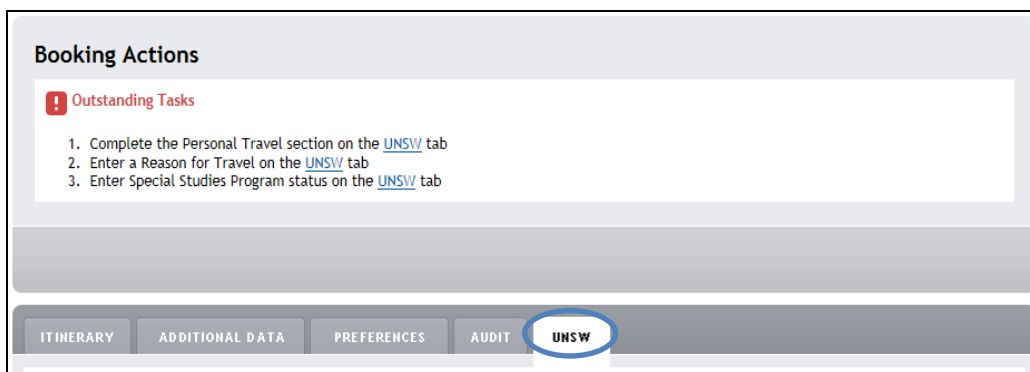 Booking Actions
! Outstanding Tasks
1. Complete the Personal Travel section on the UNSW tab
2. Enter a Reason for Travel on the UNSW tab
3. Enter Special Studies Program status on the UNSW tab
ITINERARY ADDITIONAL DATA PREFERENCES AUDIT UNSW